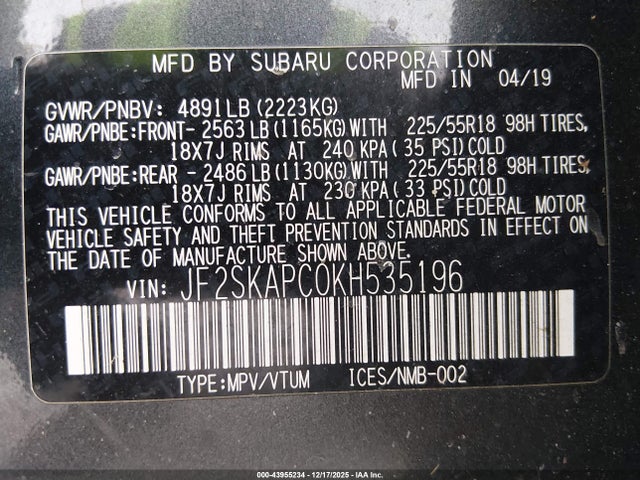 MFD BY SUBARU CORPORATION
MFD IN 04/19
GVWR/PNBV: 4891LB (2223KG)
GAWR/PNBE:FRONT- 2563 LB (1165KG) WITH 225/55R18 98H TIRES,
18X7J RIMS AT 240 KPA ( 35 PSI) COLD
GAWR/PNBE:REAR - 2486 LB (1130KG) WITH 225/55R18 98H TIRES,
18X7J RIMS AT 230 KPA ( 33 PSI) COLD
THIS VEHICLE CONFORMS TO ALL APPLICABLE FEDERAL MOTOR
VEHICLE SAFETY AND THEFT PREVENTION STANDARDS IN EFFECT ON
THE DATE OF MANUFACTURE SHOWN ABOVE.
VIN: JF2SKAPC0KH535196
TYPE:MPV/VTUM ICES/NMB-002
000-43955234 - 12/17/2025 - IAA Inc.